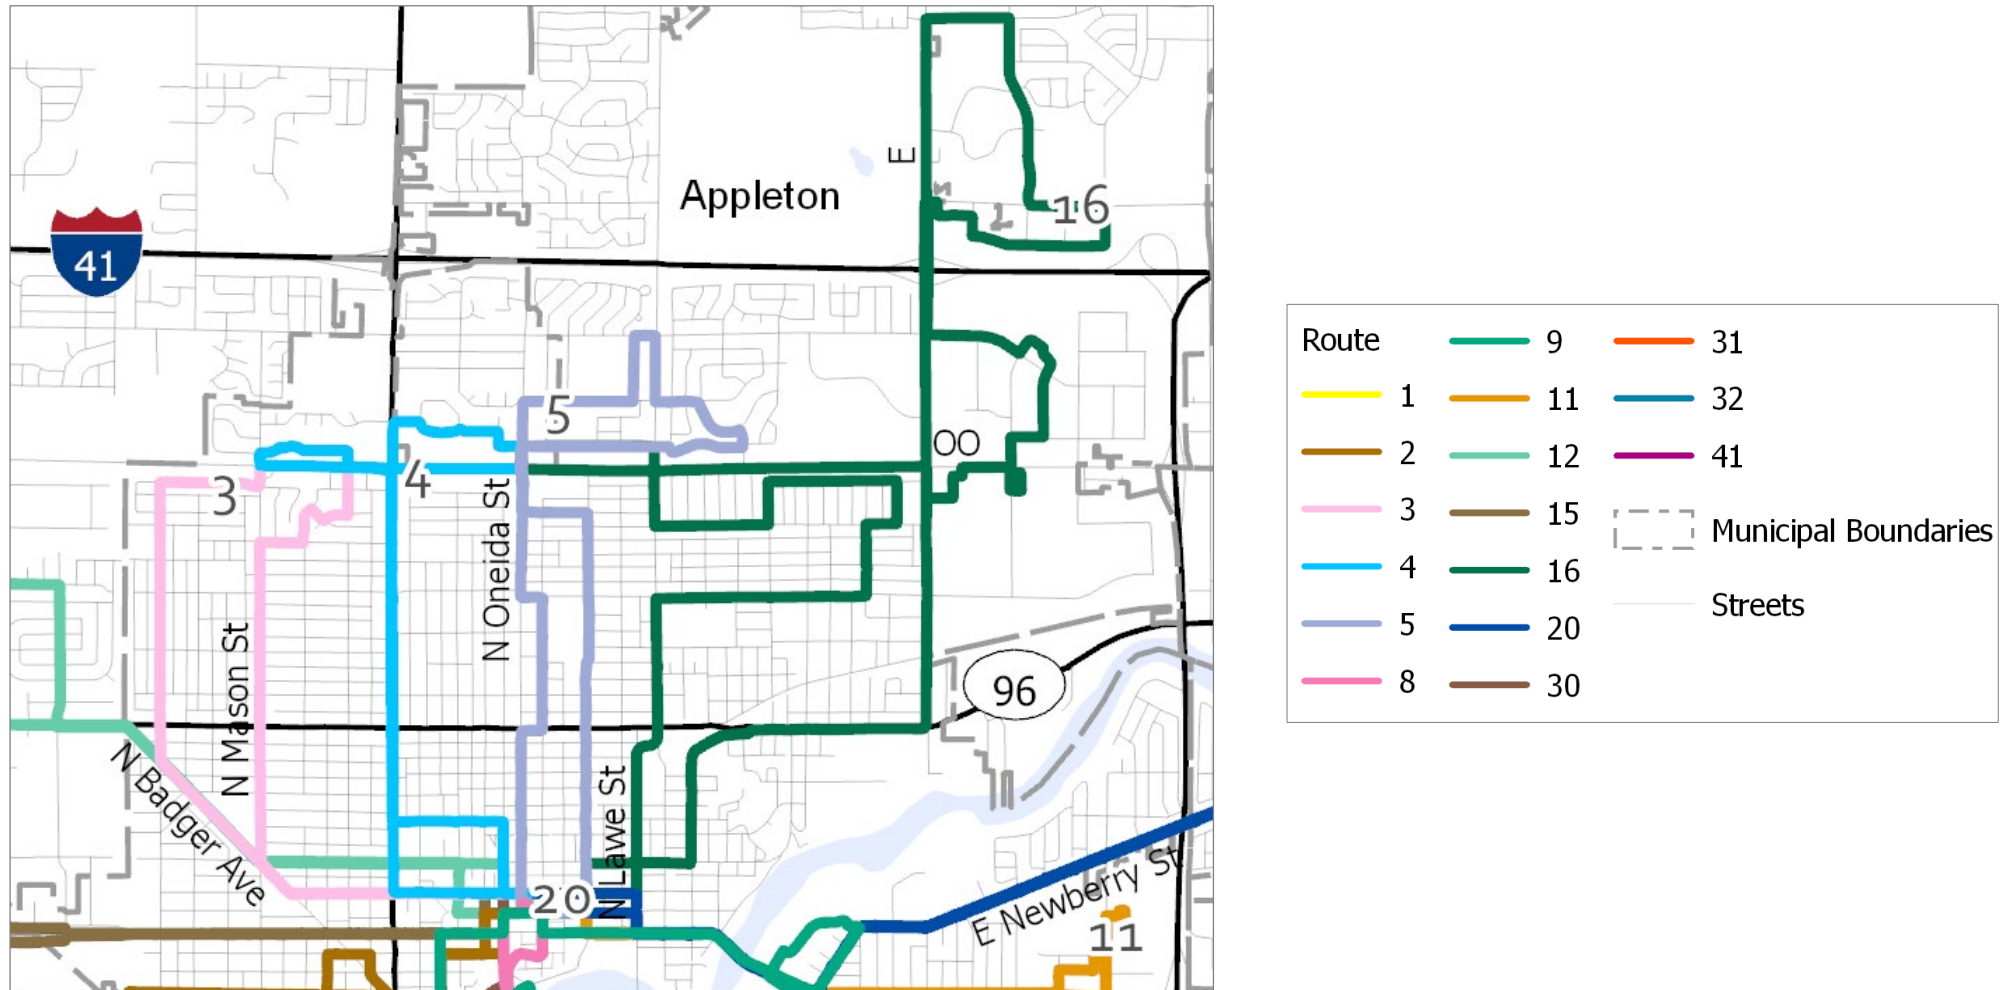 E
16
Appleton
41
5
OO
4
3
N Oneida St
N Mason St
96
N Badger Ave
N Lawe St
20
E Newberry St
11
Route
1
2
3
4
5
8
9
11
12
15
16
20
30
31
32
41
Municipal Boundaries
Streets